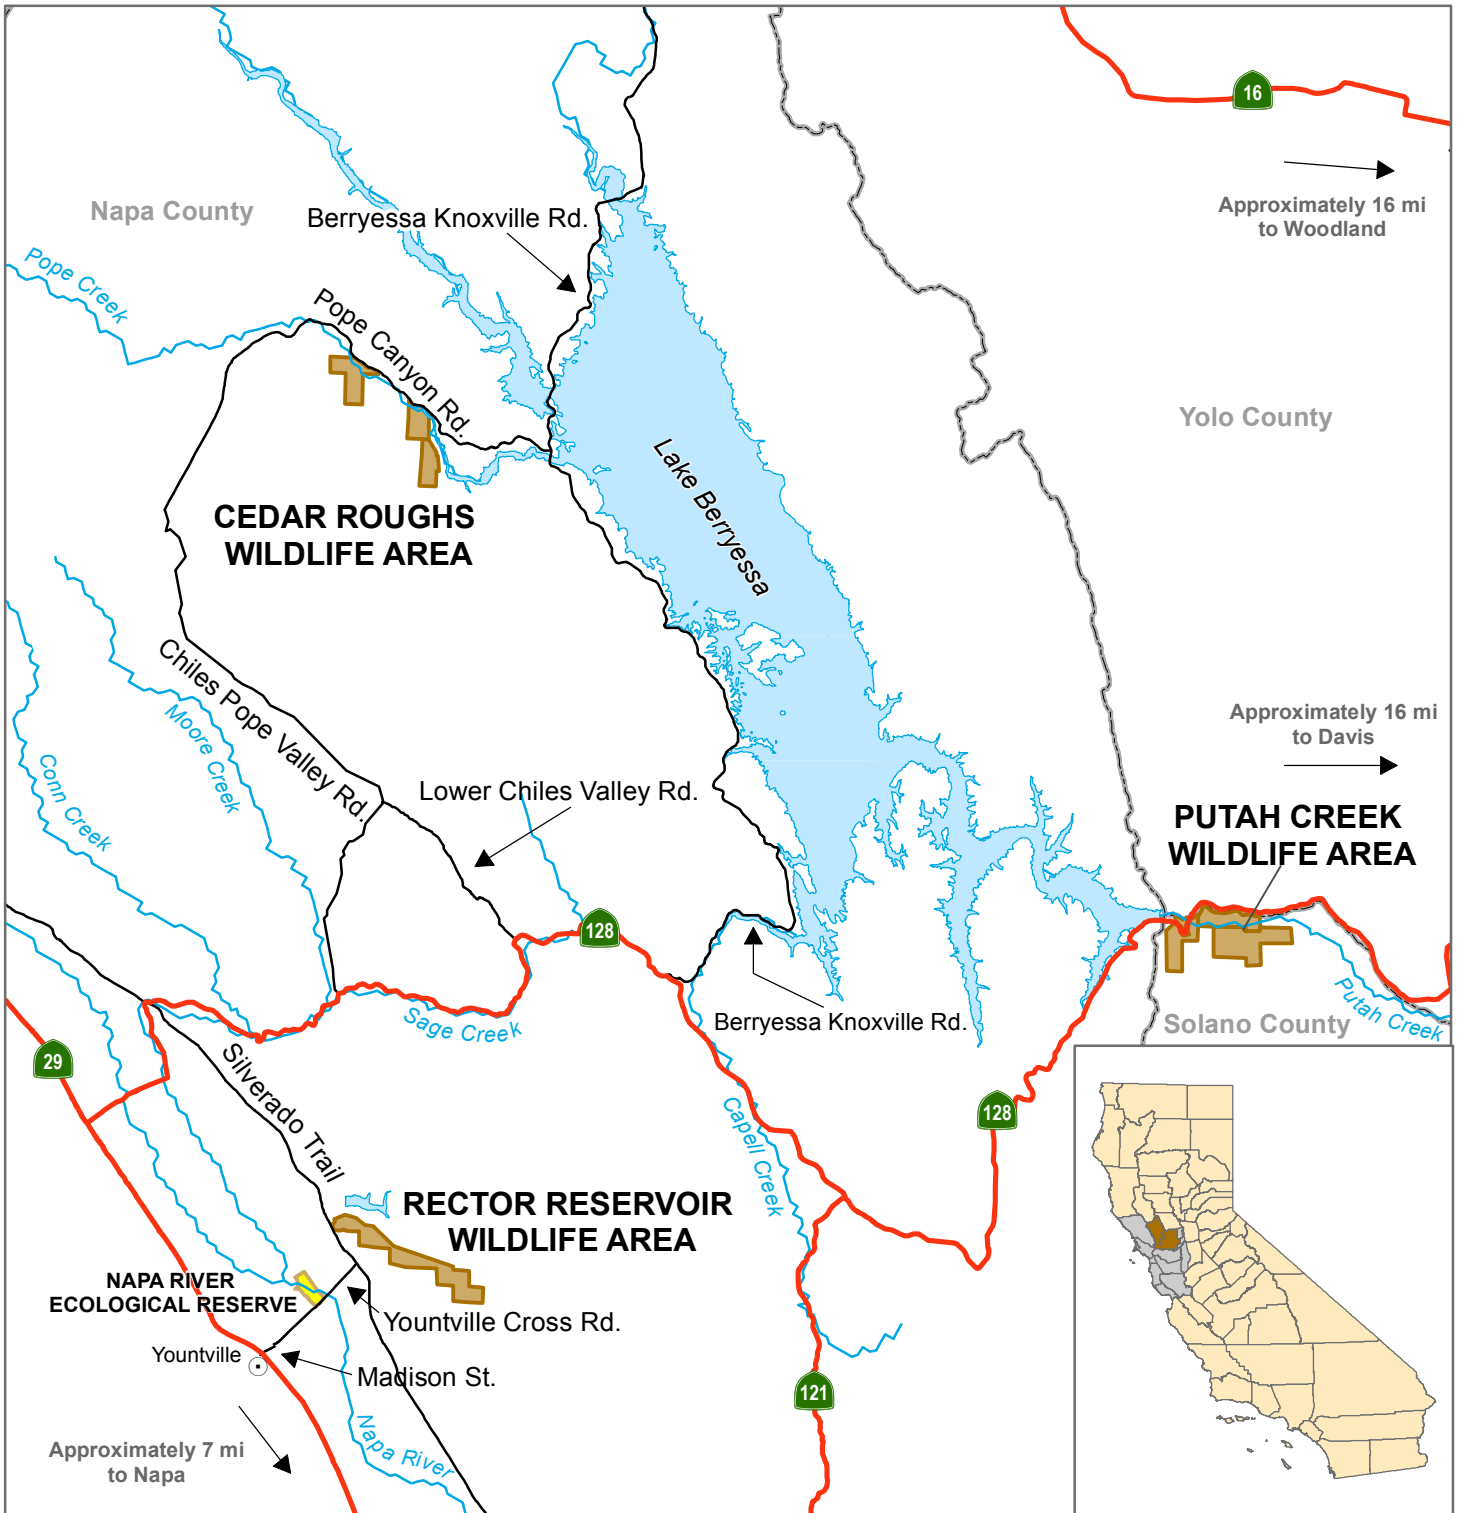 16
Approximately 16 mi
to Woodland
Napa County
Berryessa Knoxville Rd.
Pope Creek
Pope Canyon Rd.
Yolo County
Lake Berryessa
CEDAR ROUGHS
WILDLIFE AREA
Chiles Pope Valley Rd.
Moore Creek
Conn Creek
Approximately 16 mi
to Davis
Lower Chiles Valley Rd.
PUTAH CREEK
WILDLIFE AREA
128
Sage Creek
Berryessa Knoxville Rd.
Putah Creek
Solano County
29
Silverado Trail
Capell Creek
128
RECTOR RESERVOIR
WILDLIFE AREA
NAPA RIVER
ECOLOGICAL RESERVE
Yountville Cross Rd.
Yountville
Madison St.
121
Napa River
Approximately 7 mi
to Napa